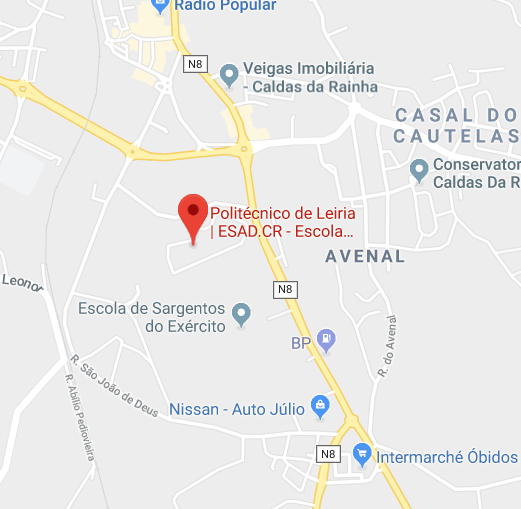 Radio Popular
N8
Veigas Imobiliária
- Caldas da Rainha
CASAL DO
CAUTELAS
Conservator
Caldas Da R
Politécnico de Leiria
| ESAD.CR - Escola...
AVENAL
Leonor
N8
Escola de Sargentos
do Exército
BP
R. do Avenal
R. São João de Deus
R. Abílio Pediovieira
Nissan - Auto Júlio
N8
Intermarché Óbidos